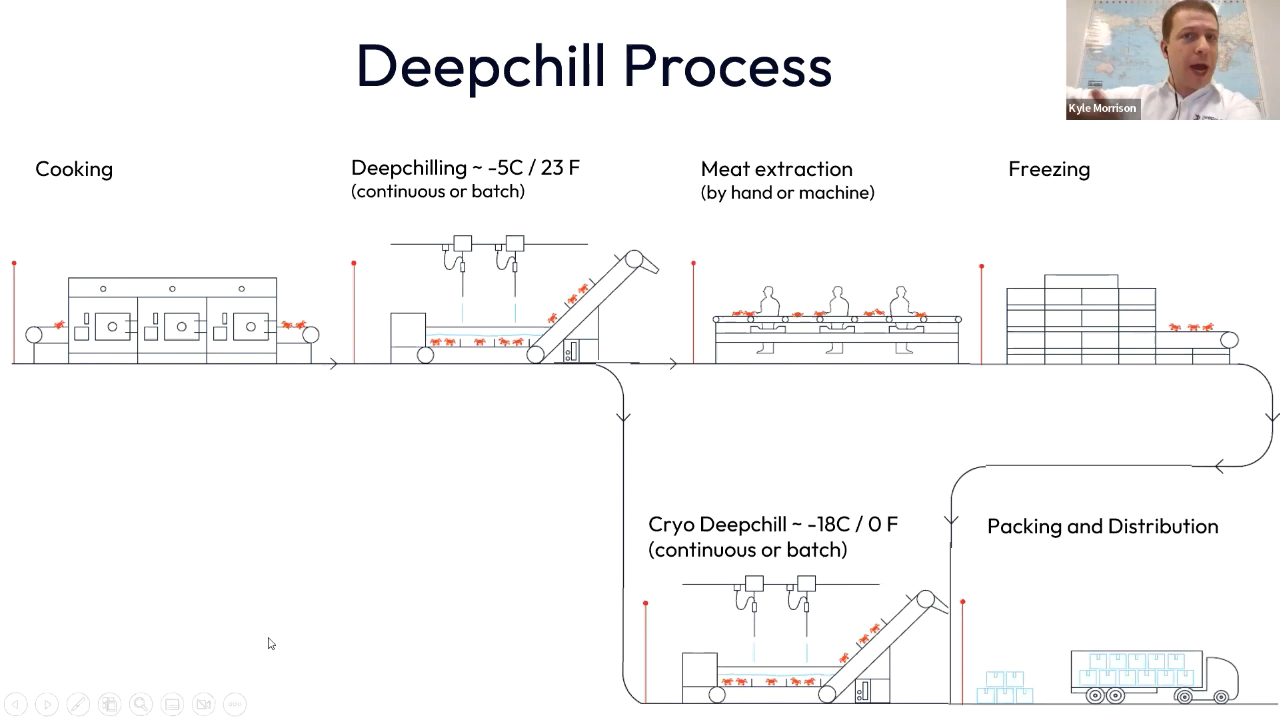 Deepchill Process
Kyle Morrison
Cooking
Deepchilling ~ -5C / 23 F
(continuous or batch)
Meat extraction
(by hand or machine)
Freezing
Cryo Deepchill ~ -18C / 0 F
(continuous or batch)
Packing and Distribution